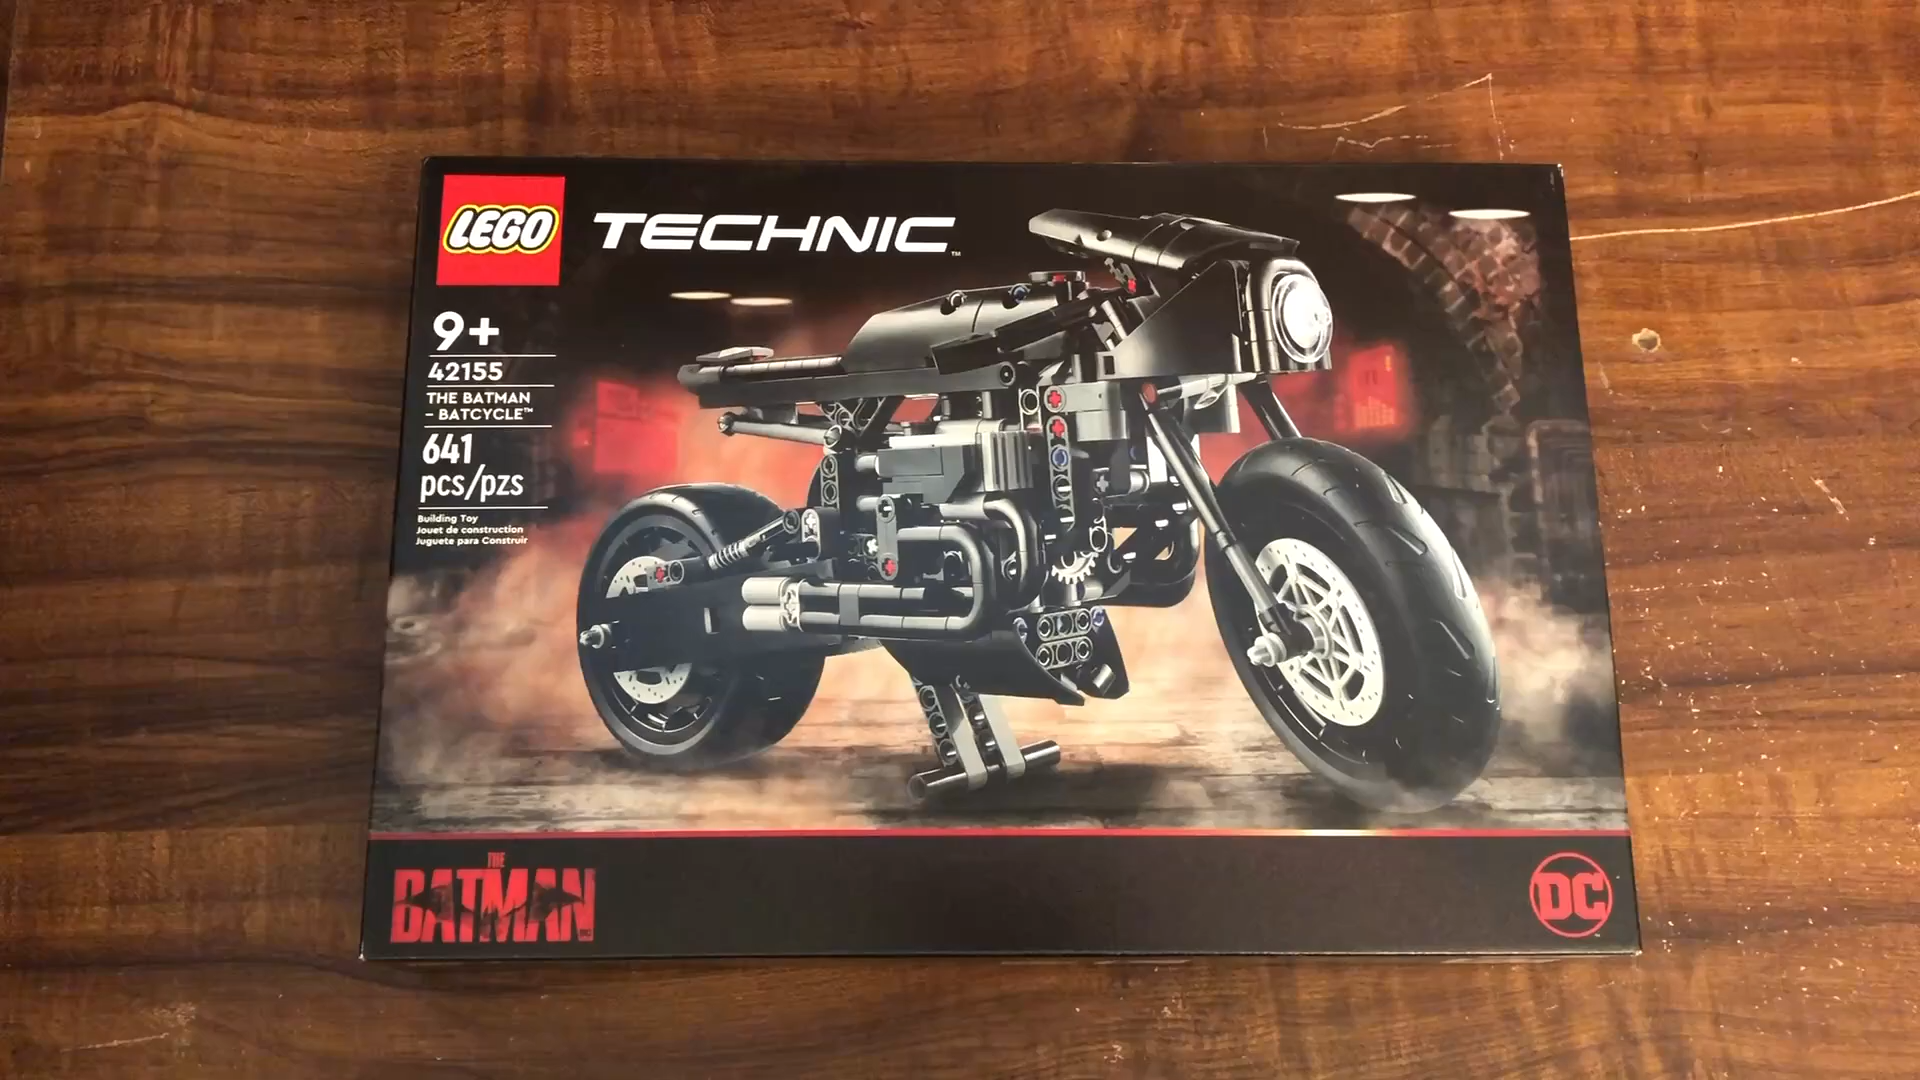 LEGO
TECHNIC™
9+
42155
THE BATMAN
- BATCYCLE™
641
pcs/pzs
Building Toy
Jouet de construction
Juguete para Construir
THE
BATMAN
DC